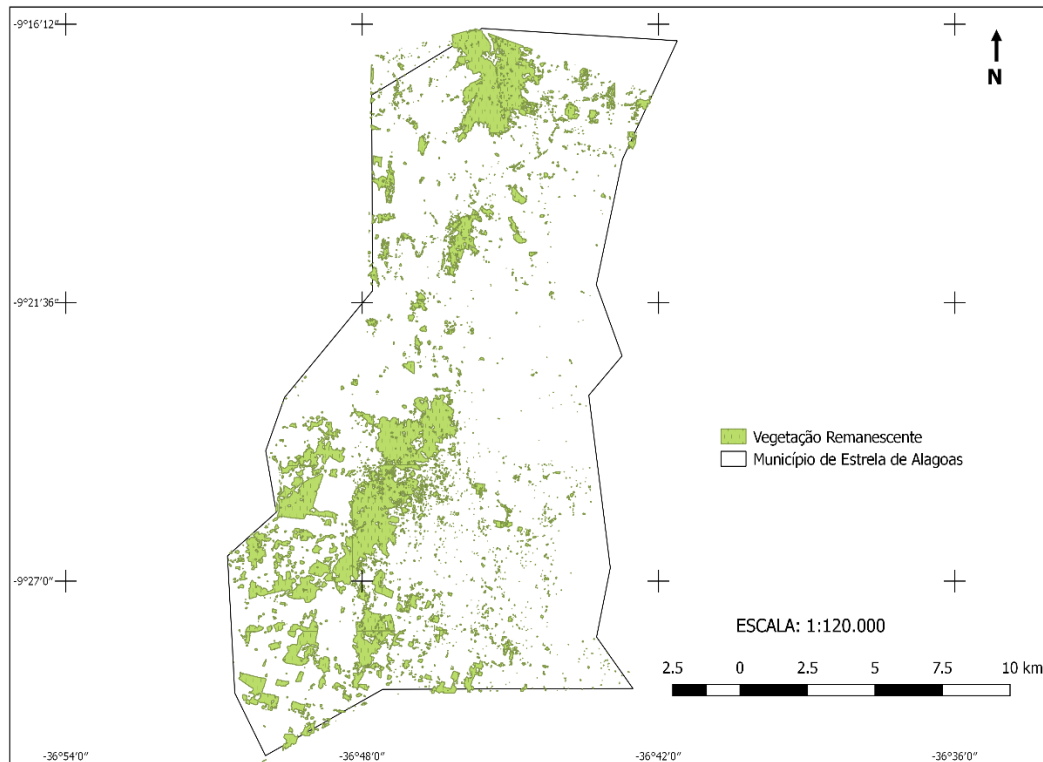 -9°16'12"
N
-9°21'36"
Vegetação Remanescente
Município de Estrela de Alagoas
-9°27'0"
ESCALA: 1:120.000
2.5 0 2.5 5 7.5 10 km
-36°54'0" -36°48'0" -36°42'0" -36°36'0"